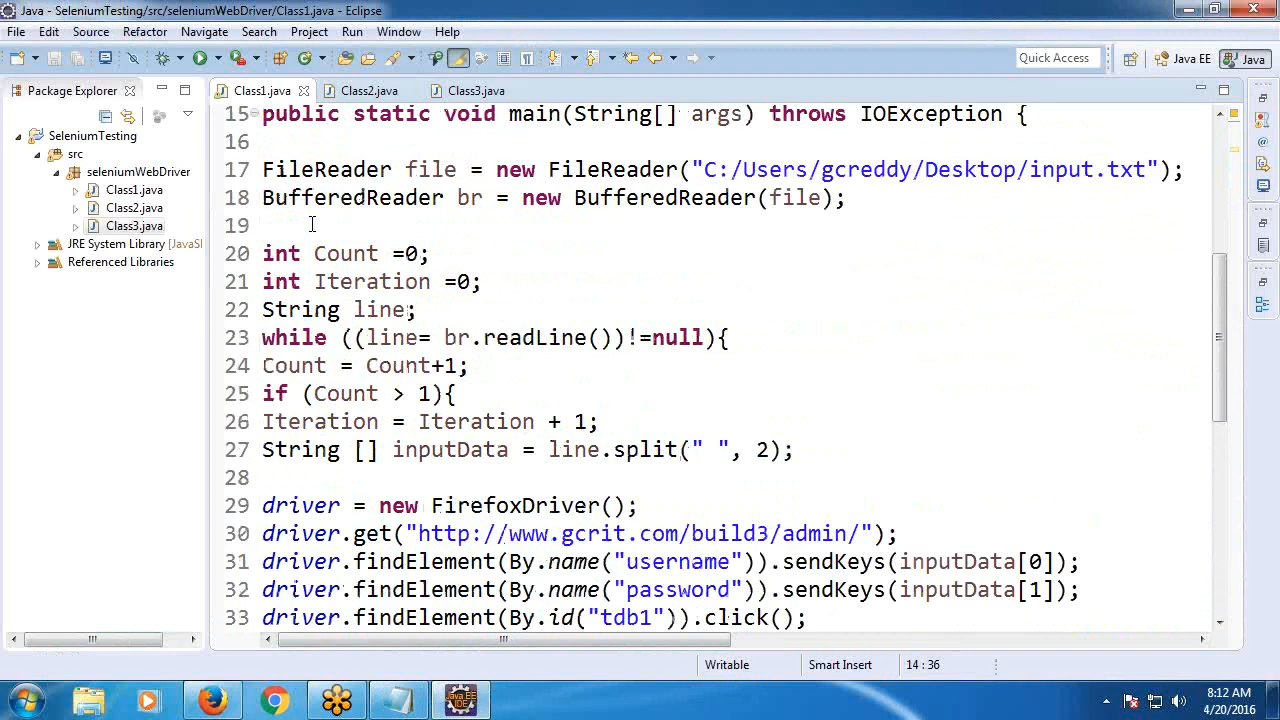 Java - SeleniumTesting/src/seleniumWebDriver/Class1.java - Eclipse
File Edit Source Refactor Navigate Search Project Run Window Help
Quick Access
Java EE
Java
Package Explorer
Class1.java
Class2.java
Class3.java
SeleniumTesting
src
seleniumWebDriver
Class1.java
Class2.java
Class3.java
JRE System Library [JavaS
Referenced Libraries
15 public static void main(String[] args) throws IOException {
16
17 FileReader file = new FileReader("C:/Users/gcreddy/Desktop/input.txt");
18 BufferedReader br = new BufferedReader(file);
19
20 int Count =0;
21 int Iteration =0;
22 String line;
23 while ((line= br.readLine())!=null){
24 Count = Count+1;
25 if (Count > 1){
26 Iteration = Iteration + 1;
27 String [] inputData = line.split(" ", 2);
28
29 driver = new FirefoxDriver();
30 driver.get("http://www.gcrit.com/build3/admin/");
31 driver.findElement(By.name("username")).sendKeys(inputData[0]);
32 driver.findElement(By.name("password")).sendKeys(inputData[1]);
33 driver.findElement(By.id("tdb1")).click();
Writable
Smart Insert
14 : 36
Java EE
IDE
8:12 AM
4/20/2016